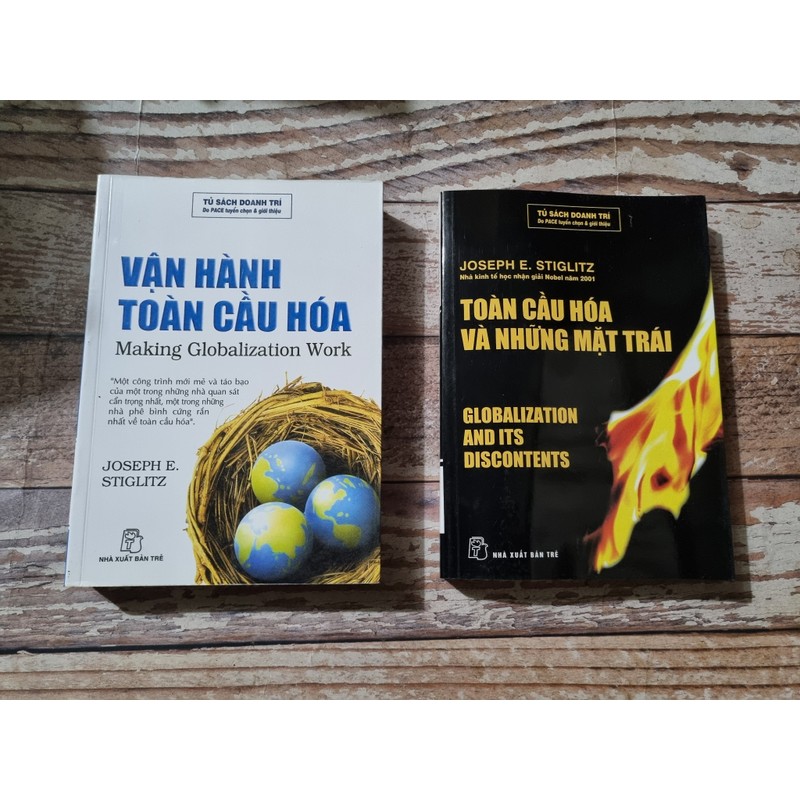 TỦ SÁCH DOANH TRÍ
Do PACE tuyển chọn & giới thiệu
VẬN HÀNH
TOÀN CẦU HÓA
Making Globalization Work
"Một công trình mới mẻ và táo bạo
của một trong những nhà quan sát
cẩn trọng nhất, một trong những
nhà phê bình cứng rắn
nhất về toàn cầu hóa".
JOSEPH E.
STIGLITZ
NHÀ XUẤT BẢN TRẺ
TỦ SÁCH DOANH TRÍ
Do PACE tuyển chọn & giới thiệu
JOSEPH E. STIGLITZ
Nhà kinh tế học nhận giải Nobel năm 2001
TOÀN CẦU HÓA
VÀ NHỮNG MẶT TRÁI
GLOBALIZATION
AND ITS
DISCONTENTS
NHÀ XUẤT BẢN TRẺ